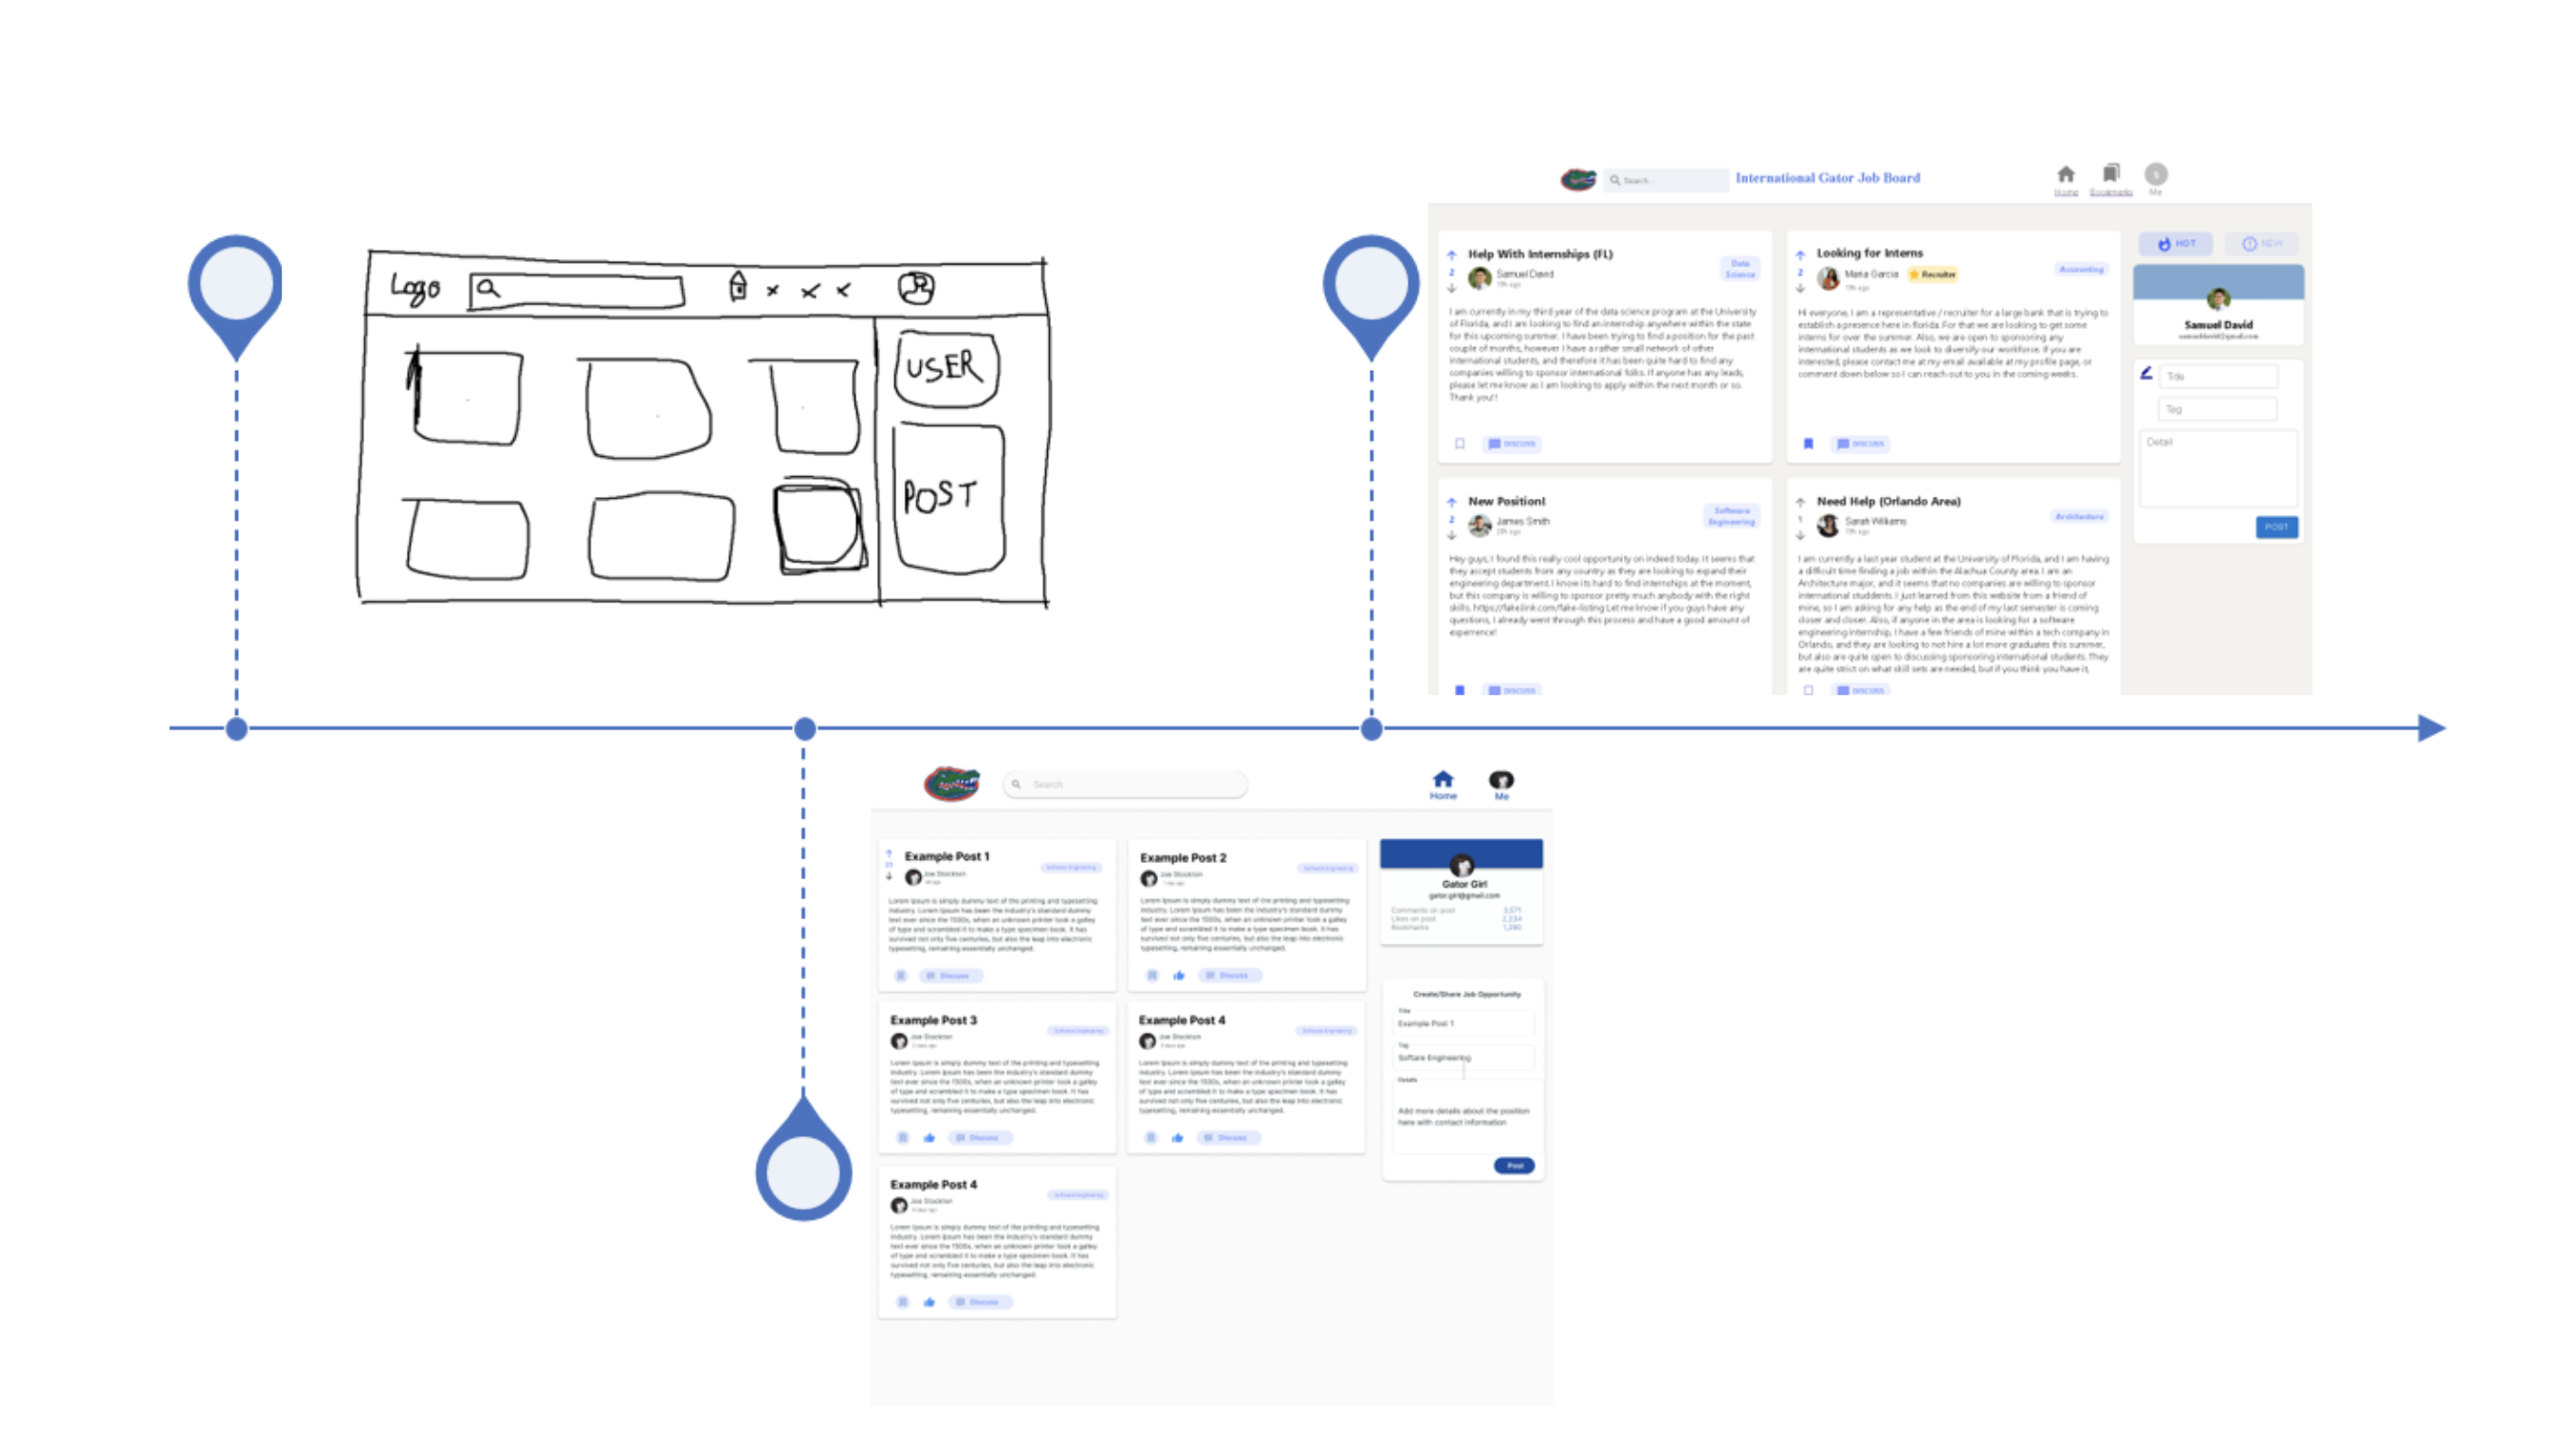 Logo
USER
POST
Search...
International Gator Job Board
Home
Bookmarks
Me
Help With Internships (FL)
Samuel David
19h ago
Data
Science
I am currently in my third year of the data science program at the University
of Florida, and I am looking to find an internship anywhere within the state
for this upcoming summer. I have been trying to find a position for the past
couple of months, however I have a rather small network of other
international students, and therefore it has been quite hard to find any
companies willing to sponsor international folks. If anyone has any leads,
please let me know as I am looking to apply within the next month or so.
Thank you!!
2
DISCUSS
Looking for Interns
Maria Garcia
Recruiter
19h ago
Accounting
Hi everyone, I am a representative / recruiter for a large bank that is trying to
establish a presence here in florida. For that we are looking to get some
interns for over the summer. Also, we are open to sponsoring any
international students as we look to diversify our workforce. If you are
interested, please contact me at my email available at my profile page, or
comment down below so I can reach out to you in the coming weeks.
2
DISCUSS
HOT
NEW
Samuel David
Title
Tag
Detail
POST
New Position!
James Smith
2
Software
Engineering
Hey guys, I found this really cool opportunity on indeed today. It seems that
they accept students from any country as they are looking to expand their
engineering department. I know its hard to find internships at the moment,
but this company is willing to sponsor pretty much anybody with the right
skills. https://fake.link.com/fake-listing Let me know if you guys have any
questions, I already went through this process and have a good amount of
experrence!
DISCUSS
Need Help (Orlando Area)
Sarah Williams
19h ago
1
Architecture
I am currently a last year student at the University of Florida, and I am having
a difficult time finding a job within the Alachua County area. I am an
Architecture major, and it seems that no companies are willing to sponsor
international studdents. I just learned from this website from a friend of
mine, so I am asking for any help as the end of my last semester is coming
closer and closer. Also, if anyone in the area is looking for a software
engineering internship, I have a few friends of mine within a tech company in
Orlando, and they are looking to not hire a lot more graduates this summer,
but also are quite open to discussing sponsoring international students. They
are quite strict on what skill sets are needed, but if you think you have it,
DISCUSS
Search
Home
Me
Example Post 1
Joe Stockton
Software Engineering
Lorem Ipsum is simply dummy text of the printing and typesetting
industry. Lorem Ipsum has been the industry's standard dummy
text ever since the 1500s, when an unknown printer took a galley
of type and scrambled it to make a type specimen book. It has
survived not only five centuries, but also the leap into electronic
typesetting, remaining essentially unchanged.
Discuss
Example Post 2
Joe Stockton
Software Engineering
Lorem Ipsum is simply dummy text of the printing and typesetting
industry. Lorem Ipsum has been the industry's standard dummy
text ever since the 1500s, when an unknown printer took a galley
of type and scrambled it to make a type specimen book. It has
survived not only five centuries, but also the leap into electronic
typesetting, remaining essentially unchanged.
Discuss
Gator Girl
gator.girl@gmail.com
Comments on post 3,571
Likes on post 2,234
Bookmarks 1,290
Example Post 3
Joe Stockton
Software Engineering
Lorem Ipsum is simply dummy text of the printing and typesetting
industry. Lorem Ipsum has been the industry's standard dummy
text ever since the 1500s, when an unknown printer took a galley
of type and scrambled it to make a type specimen book. It has
survived not only five centuries, but also the leap into electronic
typesetting, remaining essentially unchanged.
Discuss
Example Post 4
Joe Stockton
Software Engineering
Lorem Ipsum is simply dummy text of the printing and typesetting
industry. Lorem Ipsum has been the industry's standard dummy
text ever since the 1500s, when an unknown printer took a galley
of type and scrambled it to make a type specimen book. It has
survived not only five centuries, but also the leap into electronic
typesetting, remaining essentially unchanged.
Discuss
Create/Share Job Opportunity
Title
Example Post 1
Tag
Softare Engineering
Details
Add more details about the position
here with contact information
Post
Example Post 4
Joe Stockton
Software Engineering
Lorem Ipsum is simply dummy text of the printing and typesetting
industry. Lorem Ipsum has been the industry's standard dummy
text ever since the 1500s, when an unknown printer took a galley
of type and scrambled it to make a type specimen book. It has
survived not only five centuries, but also the leap into electronic
typesetting, remaining essentially unchanged.
Discuss